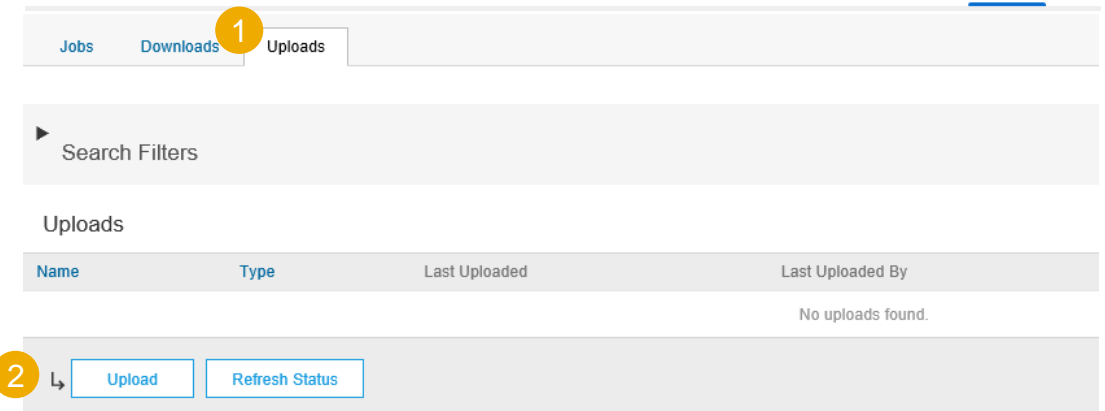 1
Jobs Downloads Uploads
Search Filters
Uploads
Name Type Last Uploaded Last Uploaded By
No uploads found.
2 Upload Refresh Status